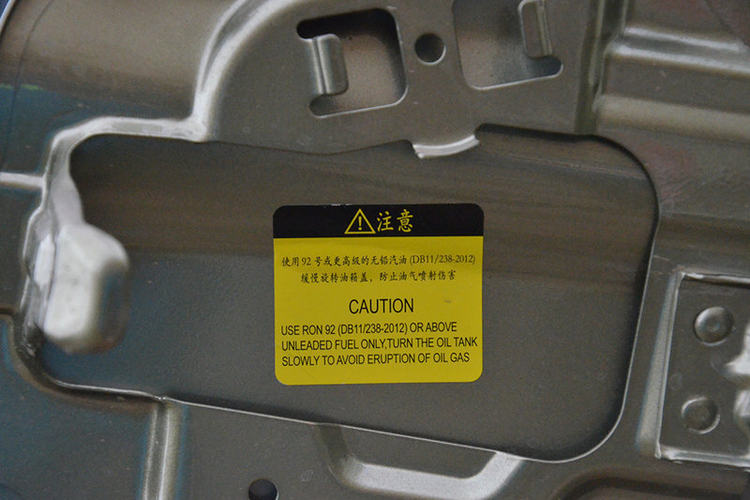 注意
使用92号或更高级的无铅汽油(DB11/238-2012)
缓慢旋转油箱盖，防止油气喷射伤害
CAUTION
USE RON 92 (DB11/238-2012) OR ABOVE
UNLEADED FUEL ONLY,TURN THE OIL TANK
SLOWLY TO AVOID ERUPTION OF OIL GAS